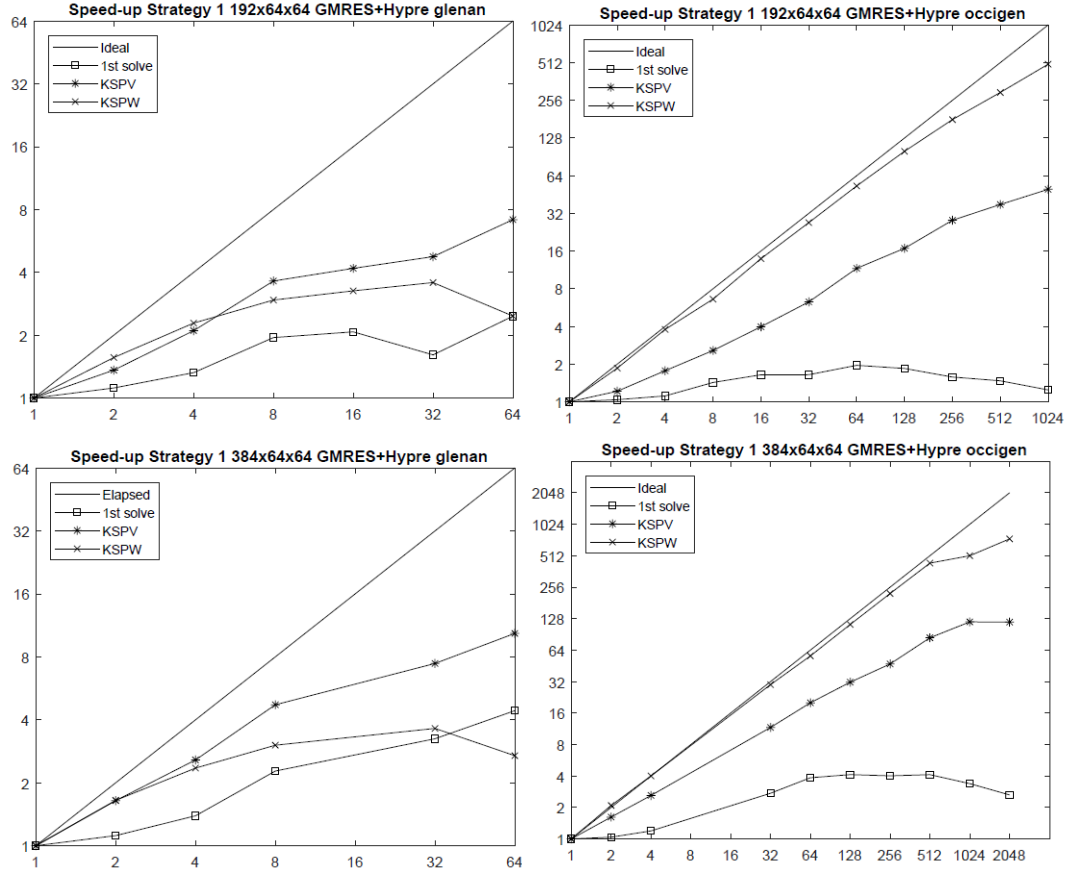 Speed-up Strategy 1 192x64x64 GMRES+Hypre glenan
64
32
16
8
4
2
1
Ideal
1st solve
KSPV
KSPW
1 2 4 8 16 32 64
Speed-up Strategy 1 192x64x64 GMRES+Hypre occigen
1024
512
256
128
64
32
16
8
4
2
1
Ideal
1st solve
KSPV
KSPW
1 2 4 8 16 32 64 128 256 512 1024
Speed-up Strategy 1 384x64x64 GMRES+Hypre glenan
64
32
16
8
4
2
1
Elapsed
1st solve
KSPV
KSPW
1 2 4 8 16 32 64
Speed-up Strategy 1 384x64x64 GMRES+Hypre occigen
2048
1024
512
256
128
64
32
16
8
4
2
1
Ideal
1st solve
KSPV
KSPW
1 2 4 8 16 32 64 128 256 512 1024 2048